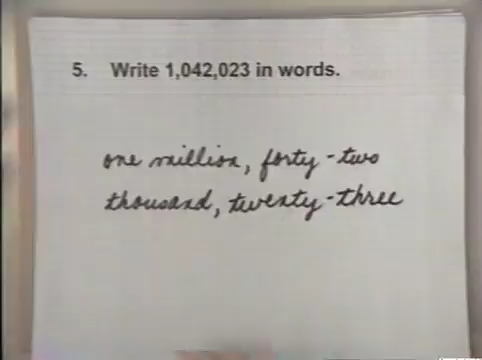 5. Write 1,042,023 in words.
one million, forty-two
thousand, twenty-three